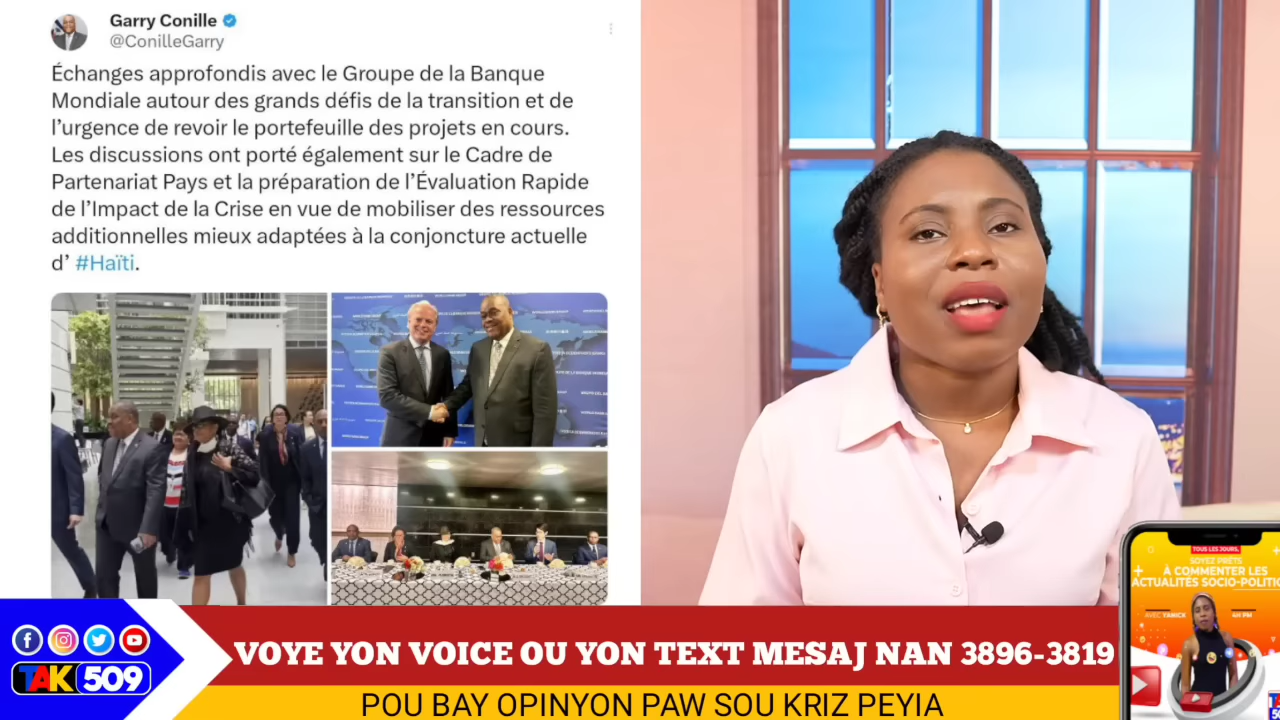 Garry Conille
@ConilleGarry
Échanges approfondis avec le Groupe de la Banque
Mondiale autour des grands défis de la transition et de
l’urgence de revoir le portefeuille des projets en cours.
Les discussions ont porté également sur le Cadre de
Partenariat Pays et la préparation de l’Évaluation Rapide
de l’Impact de la Crise en vue de mobiliser des ressources
additionnelles mieux adaptées à la conjoncture actuelle
d’ #Haïti.
TOUS LES JOURS,
SOYEZ PRÊTS
À COMMENTER LES
ACTUALITÉS SOCIO-POLITI
AVEC YANICK
VOYE YON VOICE OU YON TEXT MESAJ NAN 3896-3819
TAK 509
POU BAY OPINYON PAW SOU KRIZ PEYIA